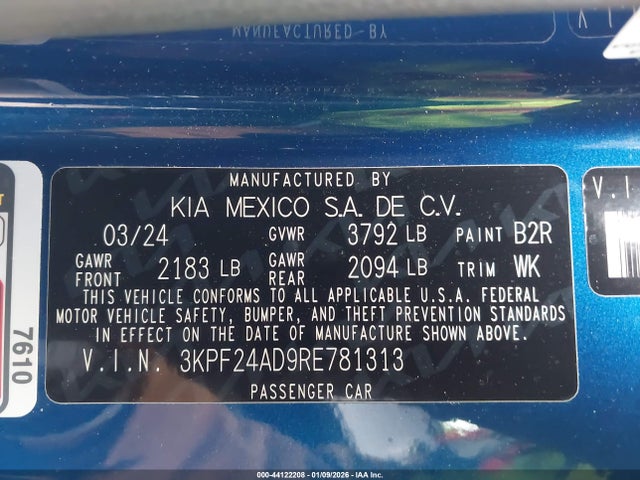 MANUFACTURED BY
V.I.N
MANUFACTURED BY
KIA MEXICO S.A. DE C.V.
03/24 GVWR 3792 LB PAINT B2R
GAWR FRONT 2183 LB GAWR REAR 2094 LB TRIM WK
THIS VEHICLE CONFORMS TO ALL APPLICABLE U.S.A. FEDERAL
MOTOR VEHICLE SAFETY, BUMPER, AND THEFT PREVENTION STANDARDS
IN EFFECT ON THE DATE OF MANUFACTURE SHOWN ABOVE.
V.I.N. 3KPF24AD9RE781313
PASSENGER CAR
7610
V.I
000-44122208 - 01/09/2026 - IAA Inc.